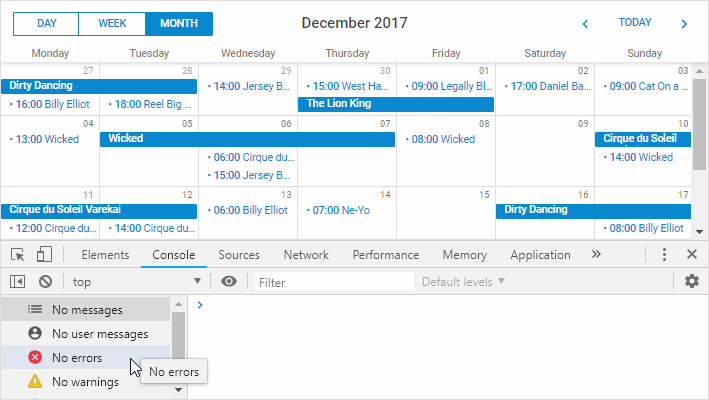 DAY WEEK MONTH December 2017 TODAY
Monday Tuesday Wednesday Thursday Friday Saturday Sunday
27 28 29 30 01 02 03
Dirty Dancing • 14:00 Jersey B... • 15:00 West Ha... • 09:00 Legally Bl... • 17:00 Daniel Ba... • 09:00 Cat On a ...
• 16:00 Billy Elliot • 18:00 Reel Big ... The Lion King
04 05 06 07 08 09 10
• 13:00 Wicked Wicked • 08:00 Wicked Cirque du Soleil
• 06:00 Cirque du... • 14:00 Wicked
• 15:00 Jersey B...
11 12 13 14 15 16 17
Cirque du Soleil Varekai • 06:00 Billy Elliot • 07:00 Ne-Yo Dirty Dancing
• 12:00 Cirque du... • 14:00 Cirque du... • 08:00 Billy Elliot
Elements Console Sources Network Performance Memory Application »
top Filter Default levels
No messages
No user messages
No errors No errors
No warnings